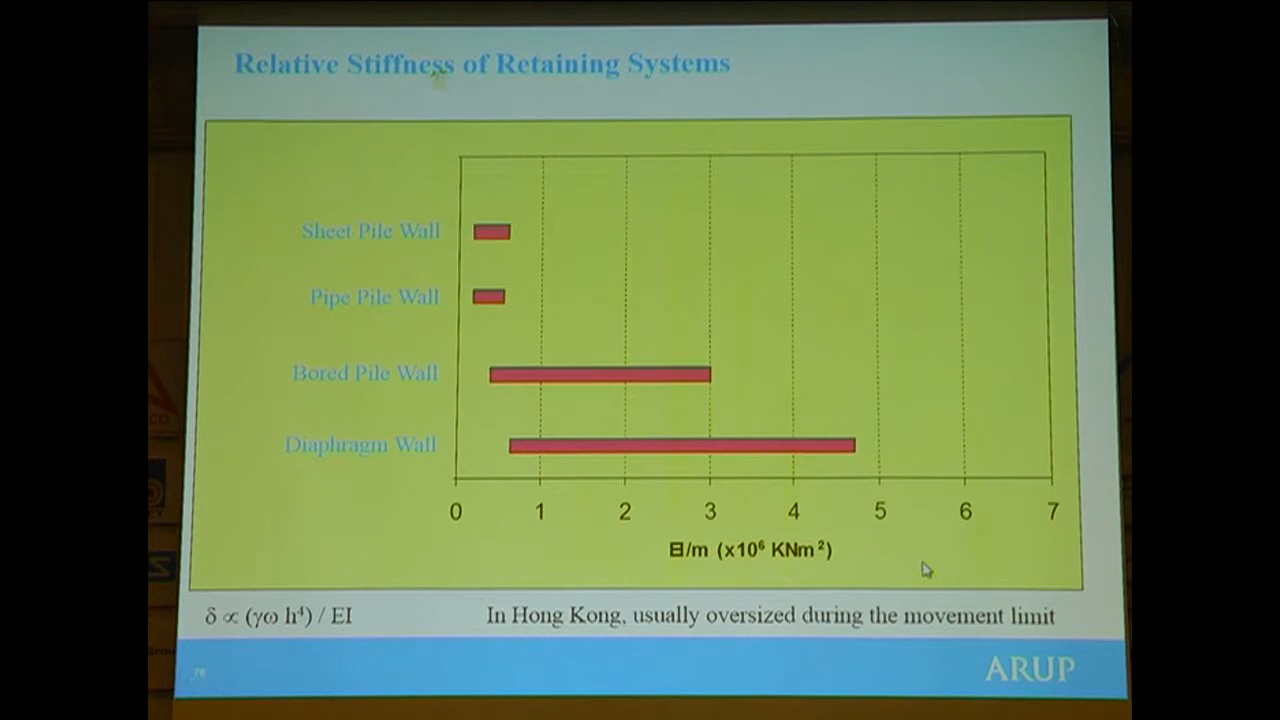 Relative Stiffness of Retaining Systems
Sheet Pile Wall
Pipe Pile Wall
Bored Pile Wall
Diaphragm Wall
0 1 2 3 4 5 6 7
EI/m (x10⁶ KNm²)
δ ∝ (γω h⁴) / EI
In Hong Kong, usually oversized during the movement limit
ARUP